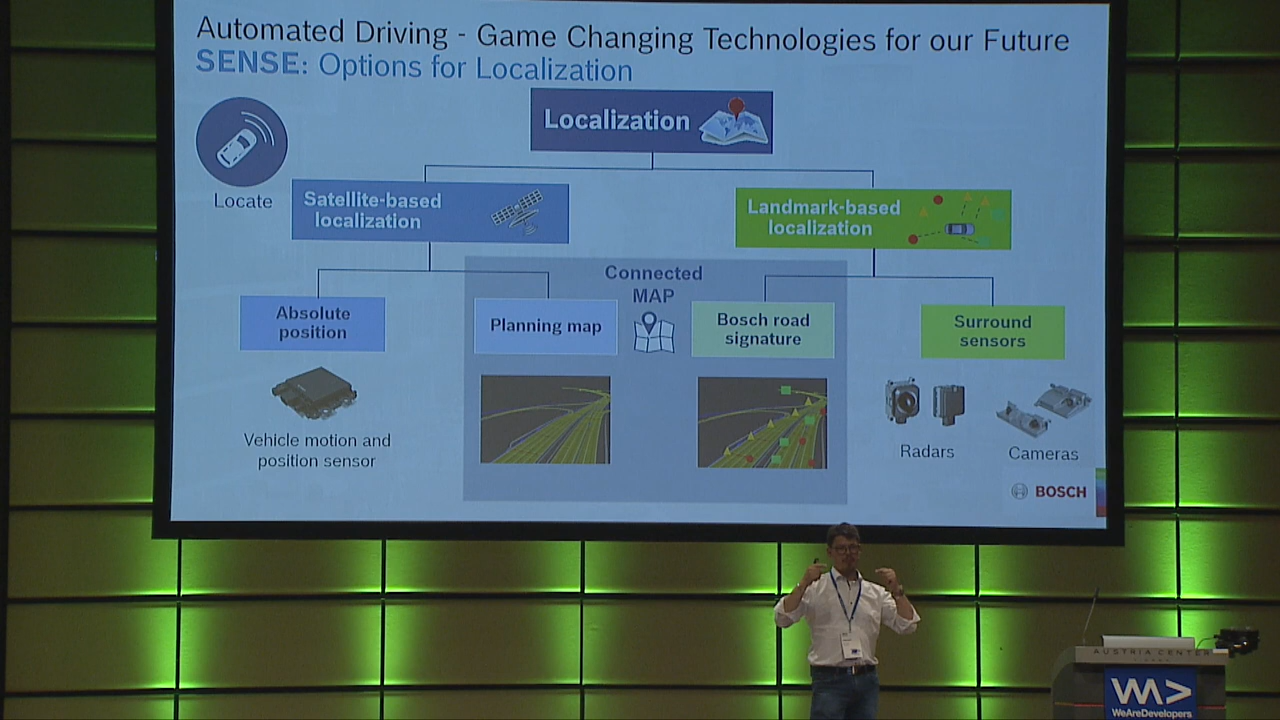 Automated Driving - Game Changing Technologies for our Future
SENSE: Options for Localization
Localization
Locate
Satellite-based
localization
Landmark-based
localization
Connected
MAP
Absolute
position
Planning map
Bosch road
signature
Surround
sensors
Vehicle motion and
position sensor
Radars
Cameras
BOSCH
AUSTRIA CENTER
WeAreDevelopers